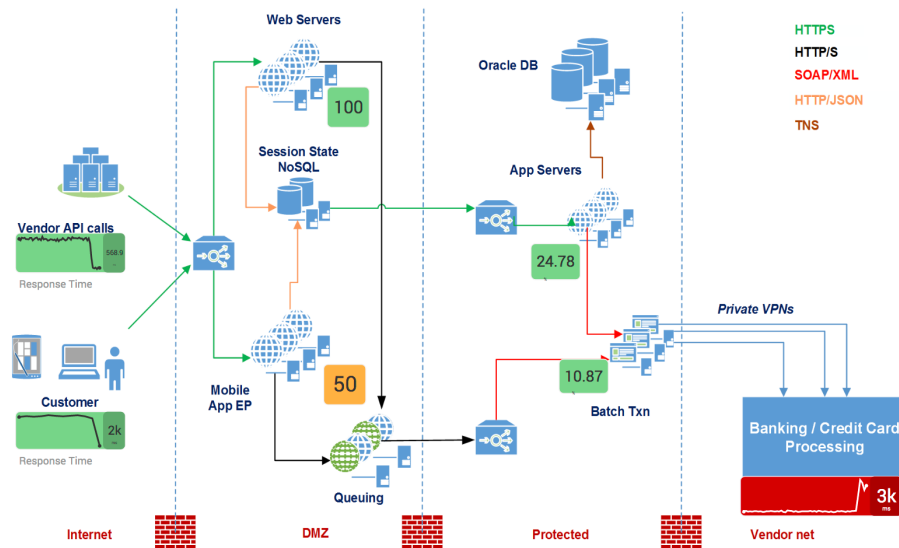 Web Servers
HTTPS
HTTP/S
SOAP/XML
HTTP/JSON
TNS
Oracle DB
100
Session State
NoSQL
App Servers
Vendor API calls
568.9
Response Time
24.78
Private VPNs
Mobile
App EP
50
10.87
Batch Txn
Customer
2k
ms
Response Time
Banking / Credit Card
Processing
Queuing
3k
ms
Internet
DMZ
Protected
Vendor net